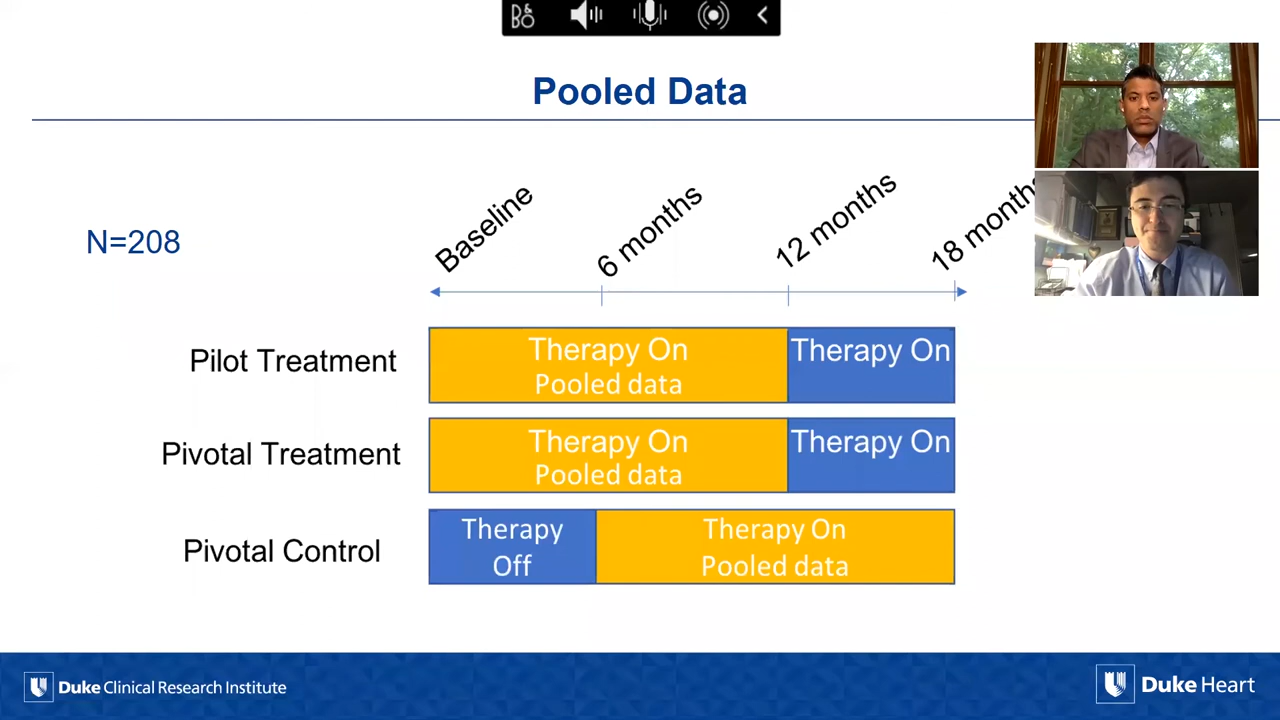 Pooled Data
N=208
Baseline
6 months
12 months
18 months
Pilot Treatment
Therapy On
Pooled data
Therapy On
Pivotal Treatment
Therapy On
Pooled data
Therapy On
Pivotal Control
Therapy
Off
Therapy On
Pooled data
Duke Clinical Research Institute
Duke Heart